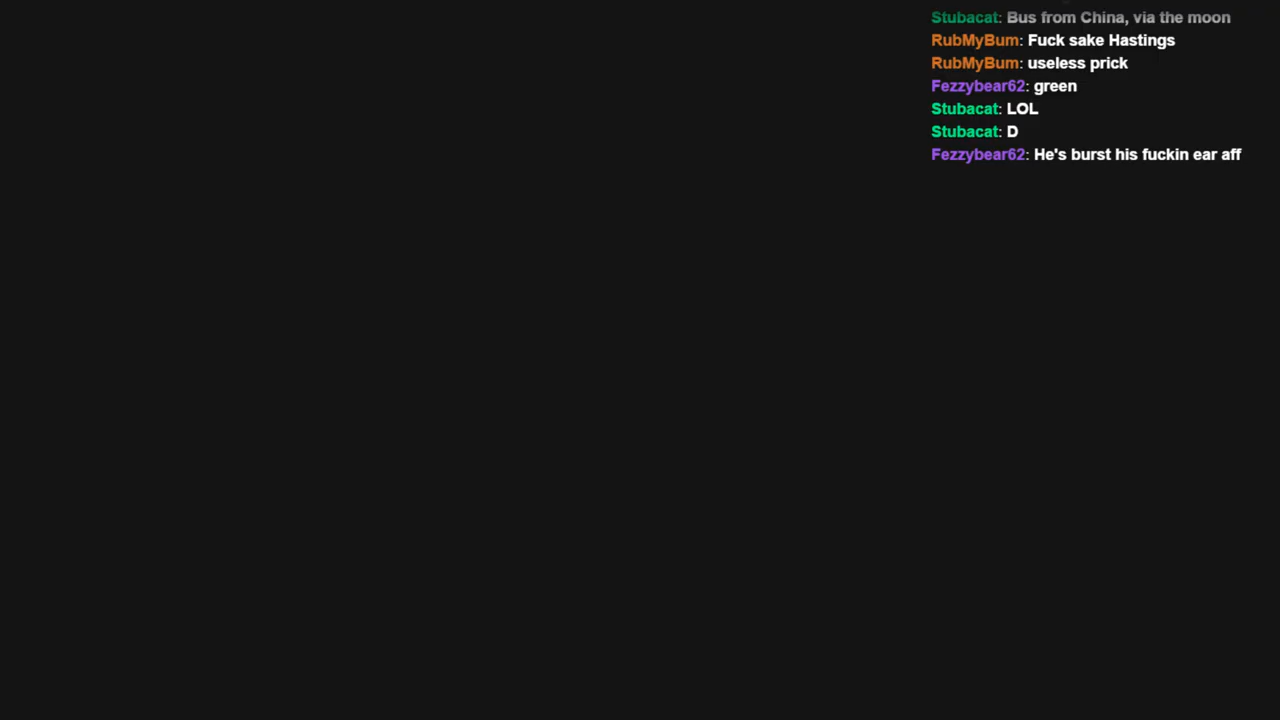 Stubacat: Bus from China, via the moon
RubMyBum: Fuck sake Hastings
RubMyBum: useless prick
Fezzybear62: green
Stubacat: LOL
Stubacat: D
Fezzybear62: He's burst his fuckin ear aff